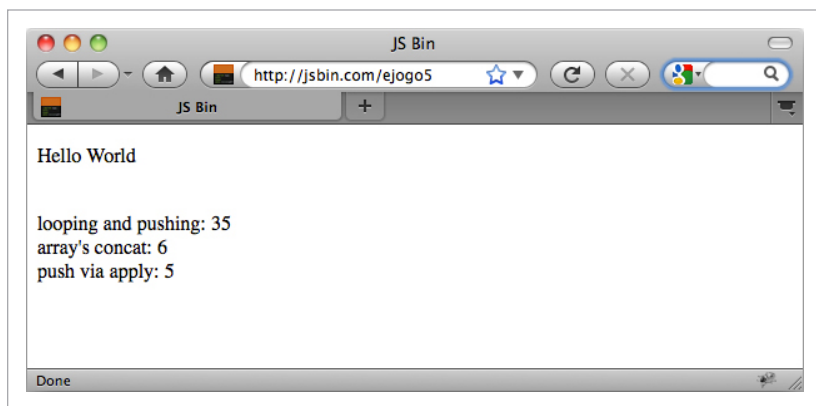 JS Bin
http://jsbin.com/ejogo5
JS Bin
Hello World
looping and pushing: 35
array's concat: 6
push via apply: 5
Done